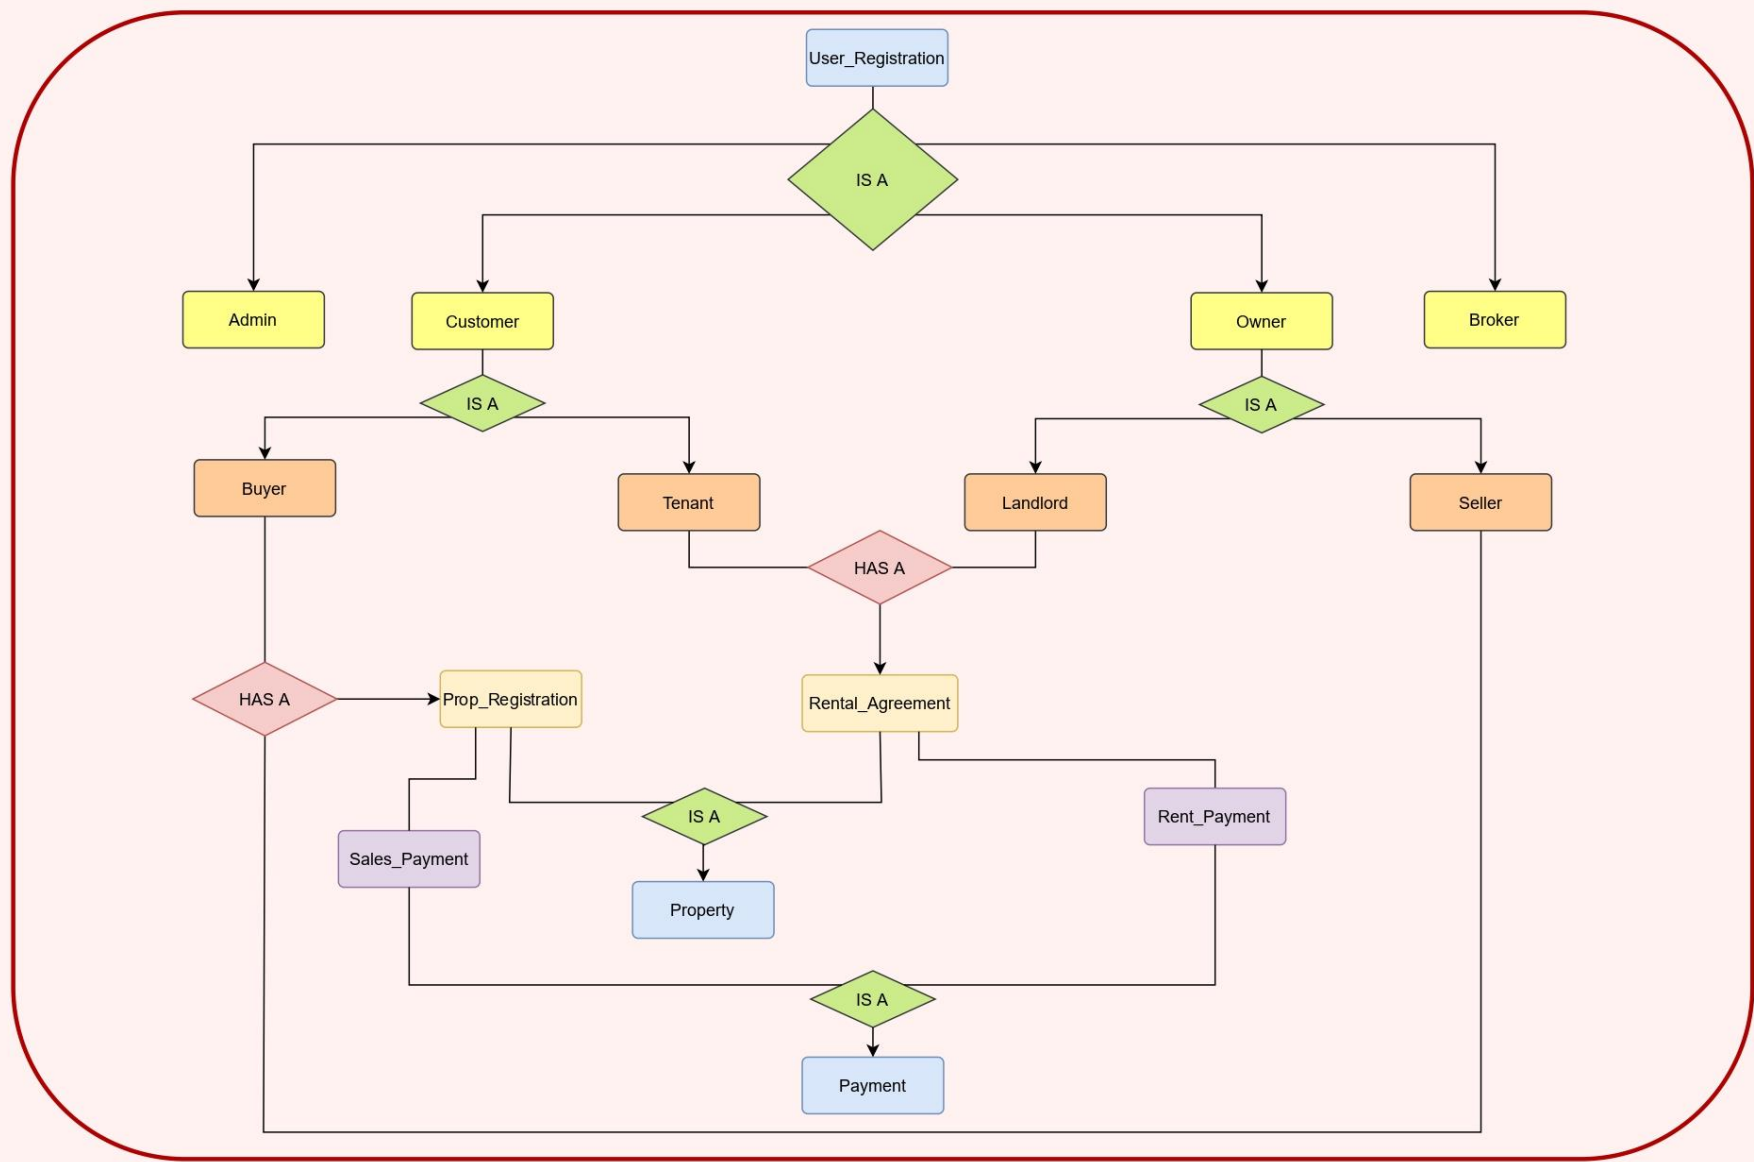 User_Registration
IS A
Admin
Customer
Owner
Broker
IS A
IS A
Buyer
Tenant
Landlord
Seller
HAS A
HAS A
Prop_Registration
Rental_Agreement
IS A
Rent_Payment
Sales_Payment
Property
IS A
Payment